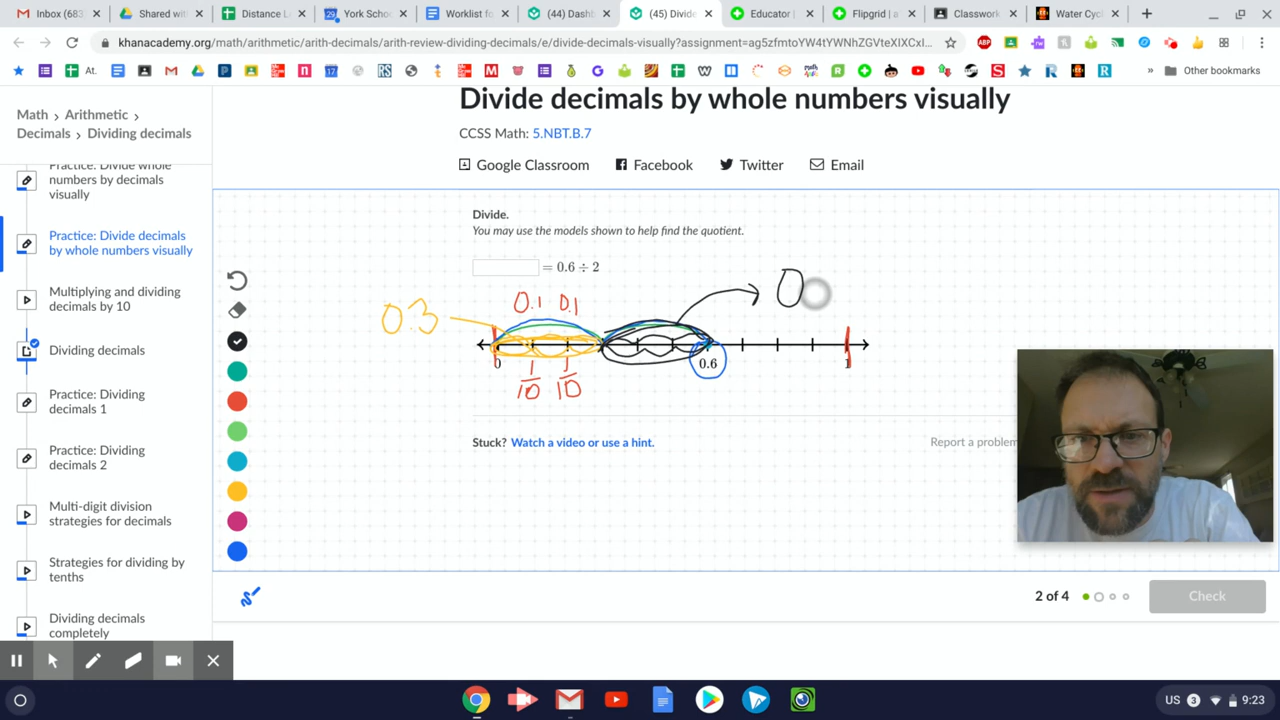 Inbox (683
Shared wit
Distance L
York Schoo
Worklist fo
(44) Dashb
(45) Divide
Educator |
Flipgrid | a
Classwork
Water Cycl
khanacademy.org/math/arithmetic/arith-decimals/arith-review-dividing-decimals/e/divide-decimals-visually?assignment=ag5zfmtoYW4tYWNhZGVteXIXCxI...
At.
Other bookmarks
Math > Arithmetic >
Decimals > Dividing decimals
Divide decimals by whole numbers visually
CCSS Math: 5.NBT.B.7
Google Classroom
Facebook
Twitter
Email
Practice: Divide whole
numbers by decimals
visually
Practice: Divide decimals
by whole numbers visually
Multiplying and dividing
decimals by 10
Dividing decimals
Practice: Dividing
decimals 1
Practice: Dividing
decimals 2
Multi-digit division
strategies for decimals
Strategies for dividing by
tenths
Dividing decimals
completely
Divide.
You may use the models shown to help find the quotient.
= 0.6 ÷ 2
0.1 0.1
0
0.3
0 0.6 1
1/10 1/10
Stuck? Watch a video or use a hint.
Report a problem
2 of 4
Check
US 3 9:23